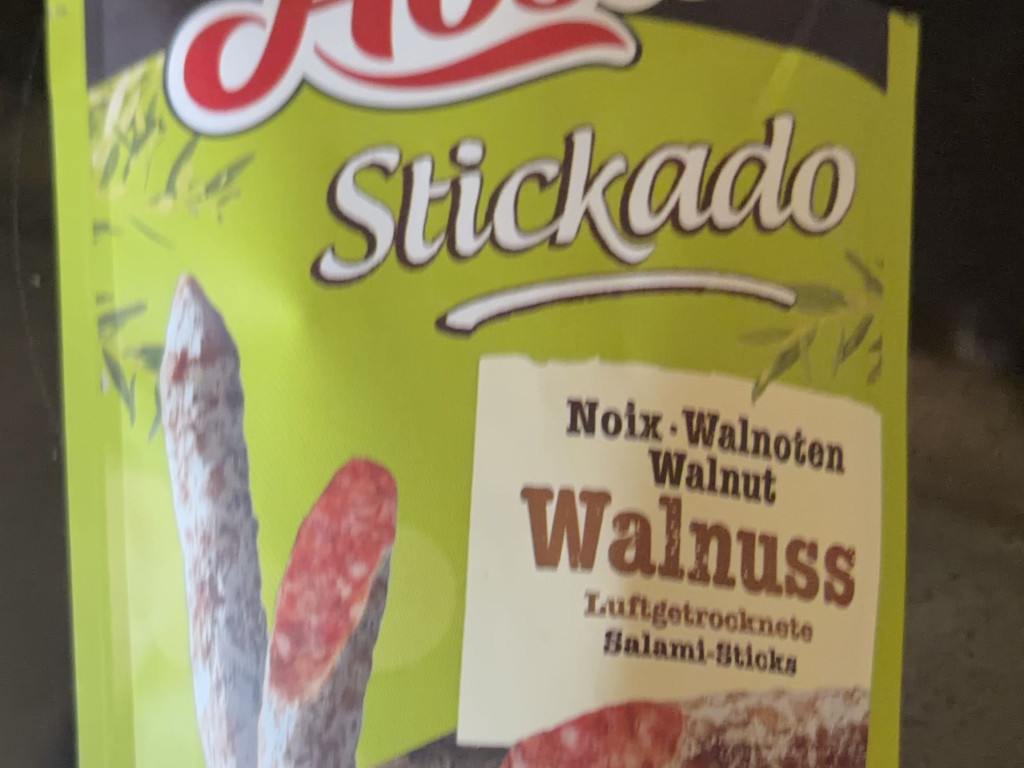 Stickado
Noix · Walnoten
Walnut
Walnuss
Luftgetrocknete
Salami-Sticks